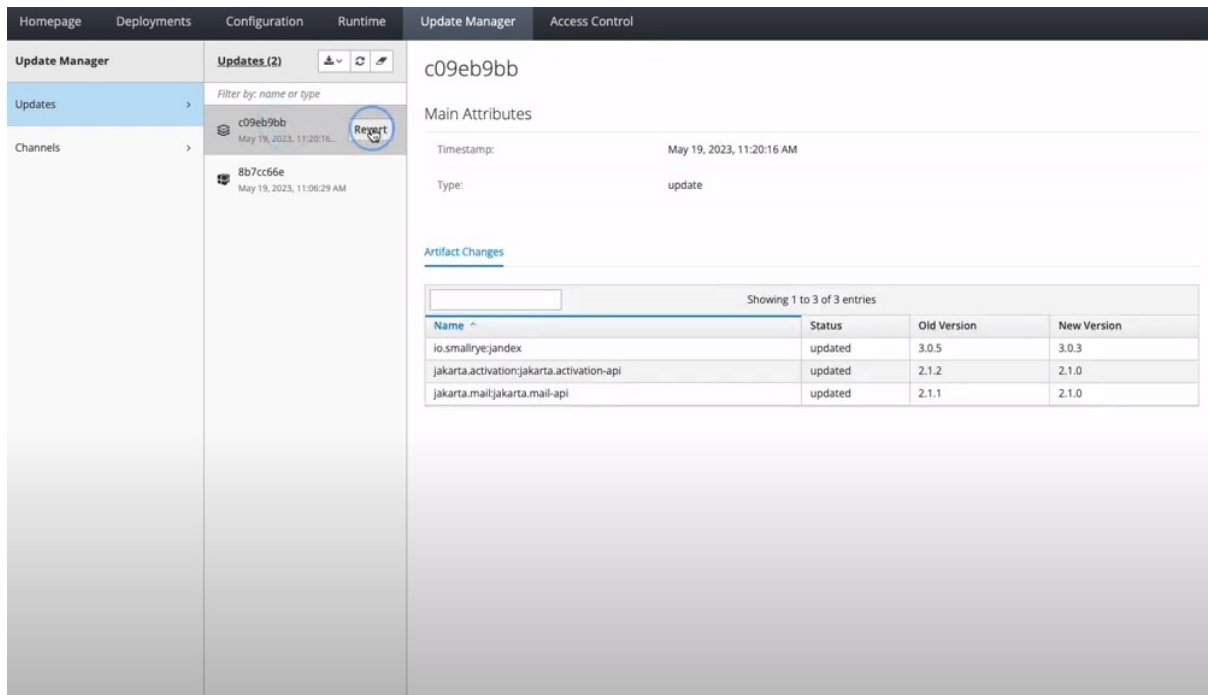 Homepage Deployments Configuration Runtime Update Manager Access Control
Update Manager
Updates
Channels
Updates (2)
Filter by: name or type
c09eb9bb
May 19, 2023, 11:20:16...
Revert
8b7cc66e
May 19, 2023, 11:06:29 AM
c09eb9bb
Main Attributes
Timestamp: May 19, 2023, 11:20:16 AM
Type: update
Artifact Changes
Showing 1 to 3 of 3 entries
Name Status Old Version New Version
io.smallrye:jandex updated 3.0.5 3.0.3
jakarta.activation:jakarta.activation-api updated 2.1.2 2.1.0
jakarta.mail:jakarta.mail-api updated 2.1.1 2.1.0